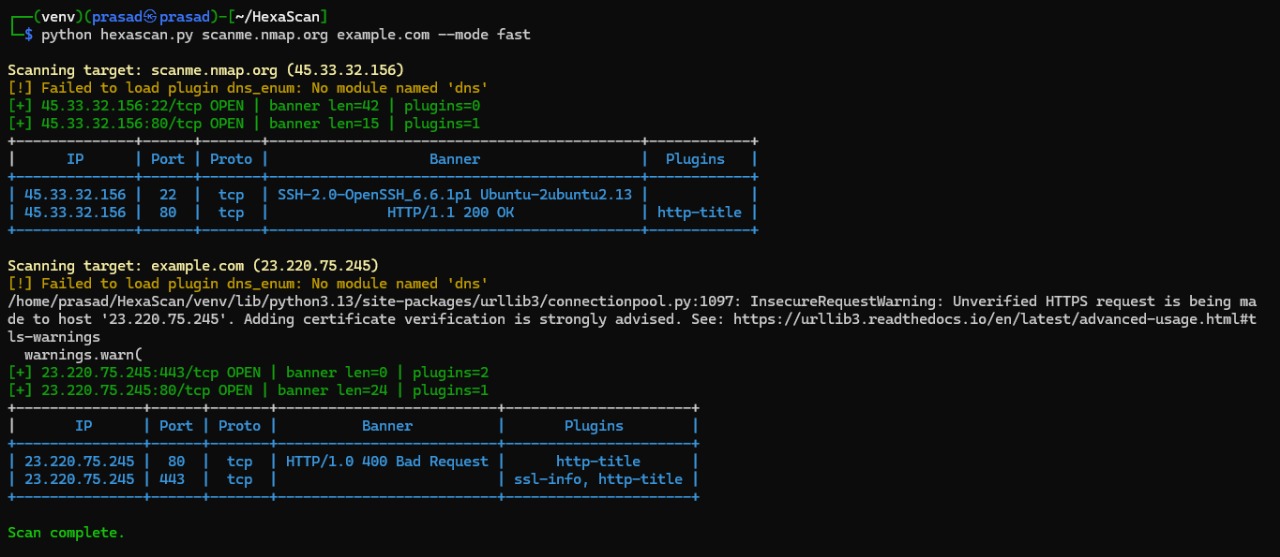 ┌──(venv)(prasad㉿prasad)-[~/HexaScan]
└─$ python hexascan.py scanme.nmap.org example.com --mode fast
Scanning target: scanme.nmap.org (45.33.32.156)
[!] Failed to load plugin dns_enum: No module named 'dns'
[+] 45.33.32.156:22/tcp OPEN | banner len=42 | plugins=0
[+] 45.33.32.156:80/tcp OPEN | banner len=15 | plugins=1
| IP | Port | Proto | Banner | Plugins |
| 45.33.32.156 | 22 | tcp | SSH-2.0-OpenSSH_6.6.1p1 Ubuntu-2ubuntu2.13 | |
| 45.33.32.156 | 80 | tcp | HTTP/1.1 200 OK | http-title |
Scanning target: example.com (23.220.75.245)
[!] Failed to load plugin dns_enum: No module named 'dns'
/home/prasad/HexaScan/venv/lib/python3.13/site-packages/urllib3/connectionpool.py:1097: InsecureRequestWarning: Unverified HTTPS request is being ma
de to host '23.220.75.245'. Adding certificate verification is strongly advised. See: https://urllib3.readthedocs.io/en/latest/advanced-usage.html#t
ls-warnings
warnings.warn(
[+] 23.220.75.245:443/tcp OPEN | banner len=0 | plugins=2
[+] 23.220.75.245:80/tcp OPEN | banner len=24 | plugins=1
| IP | Port | Proto | Banner | Plugins |
| 23.220.75.245 | 80 | tcp | HTTP/1.0 400 Bad Request | http-title |
| 23.220.75.245 | 443 | tcp | | ssl-info, http-title |
Scan complete.